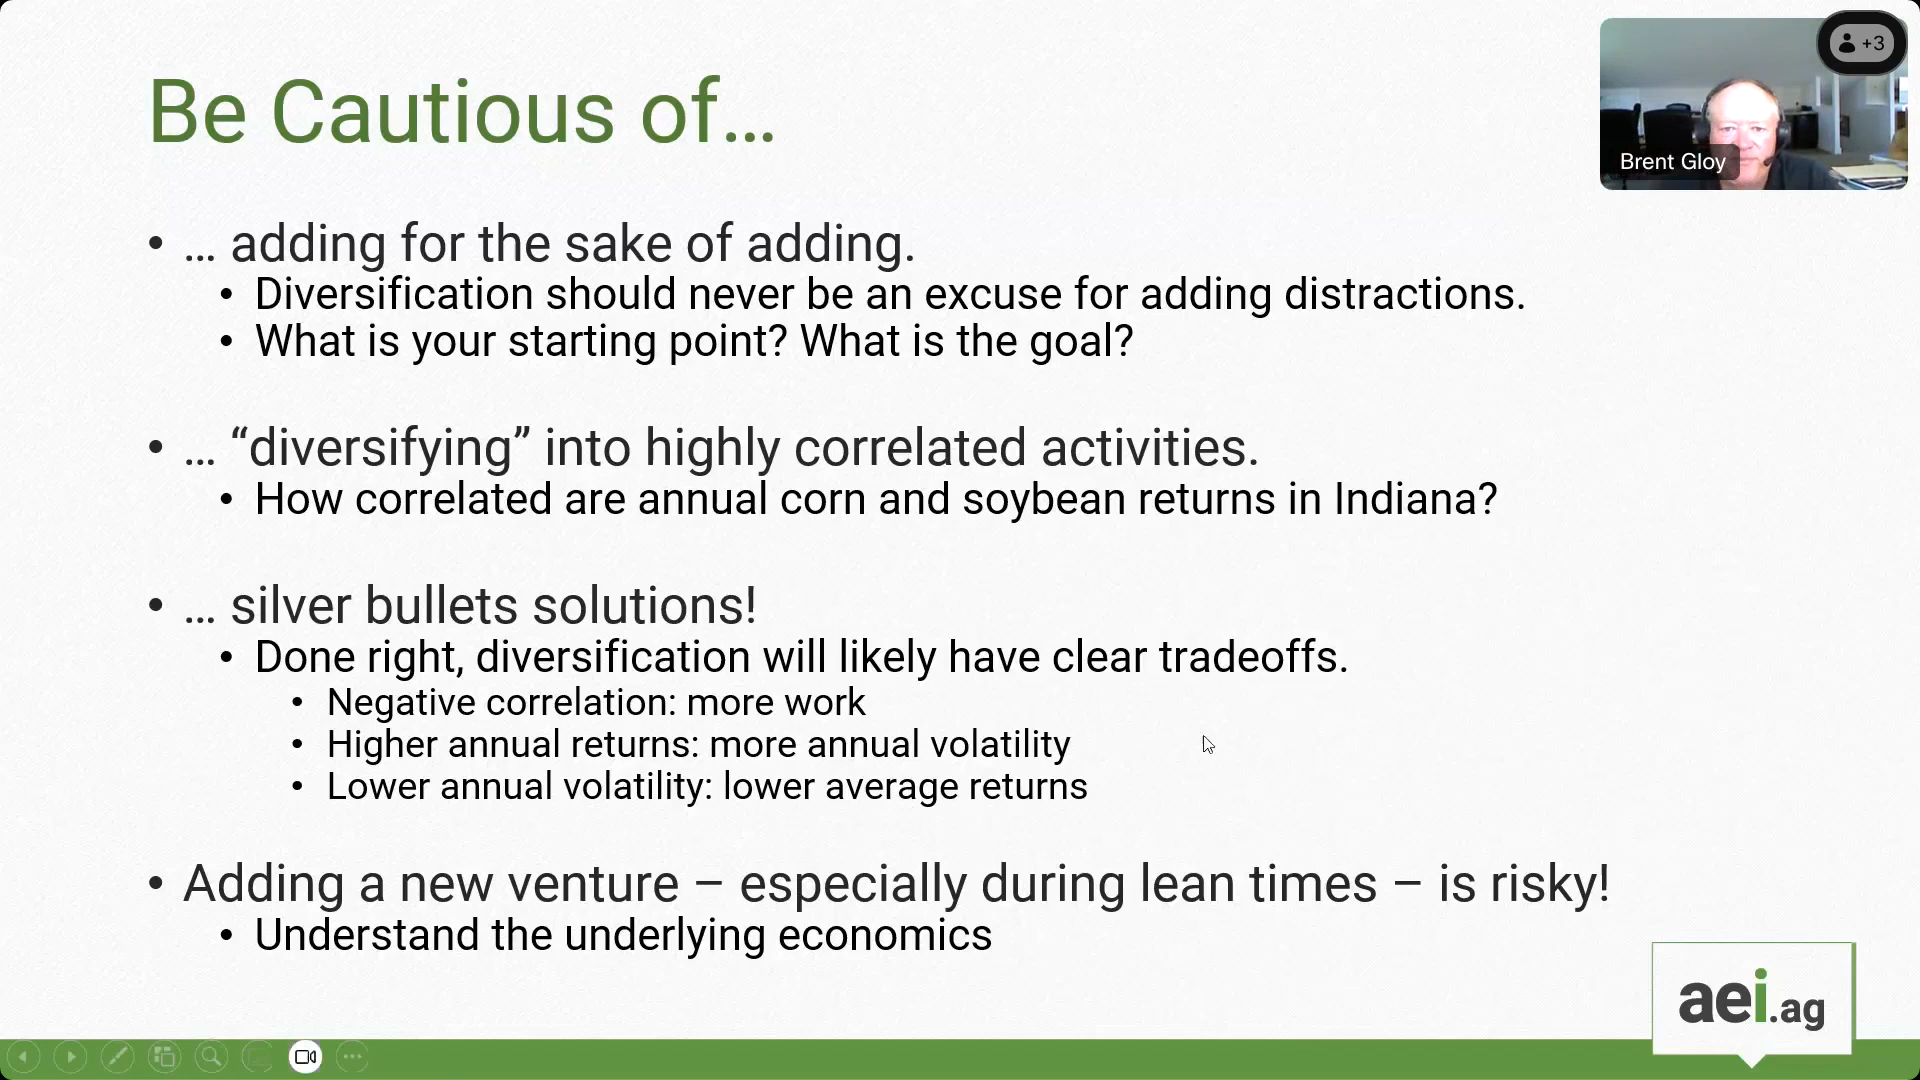 Be Cautious of…
+3
Brent Gloy
• … adding for the sake of adding.
• Diversification should never be an excuse for adding distractions.
• What is your starting point? What is the goal?
• … “diversifying” into highly correlated activities.
• How correlated are annual corn and soybean returns in Indiana?
• … silver bullets solutions!
• Done right, diversification will likely have clear tradeoffs.
• Negative correlation: more work
• Higher annual returns: more annual volatility
• Lower annual volatility: lower average returns
• Adding a new venture – especially during lean times – is risky!
• Understand the underlying economics
aei.ag